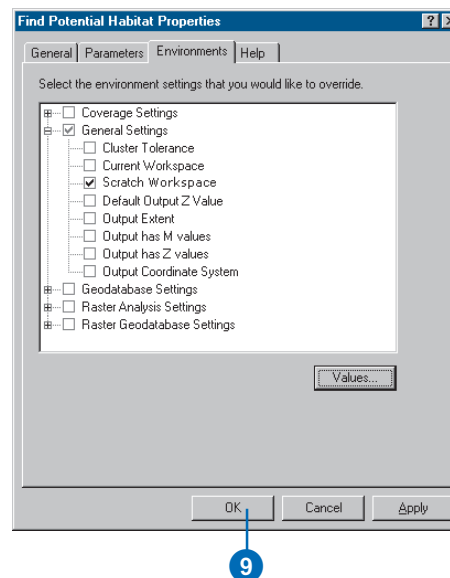 Find Potential Habitat Properties
General Parameters Environments Help
Select the environment settings that you would like to override.
Coverage Settings
General Settings
Cluster Tolerance
Current Workspace
Scratch Workspace
Default Output Z Value
Output Extent
Output has M values
Output has Z values
Output Coordinate System
Geodatabase Settings
Raster Analysis Settings
Raster Geodatabase Settings
Values...
OK Cancel Apply
9